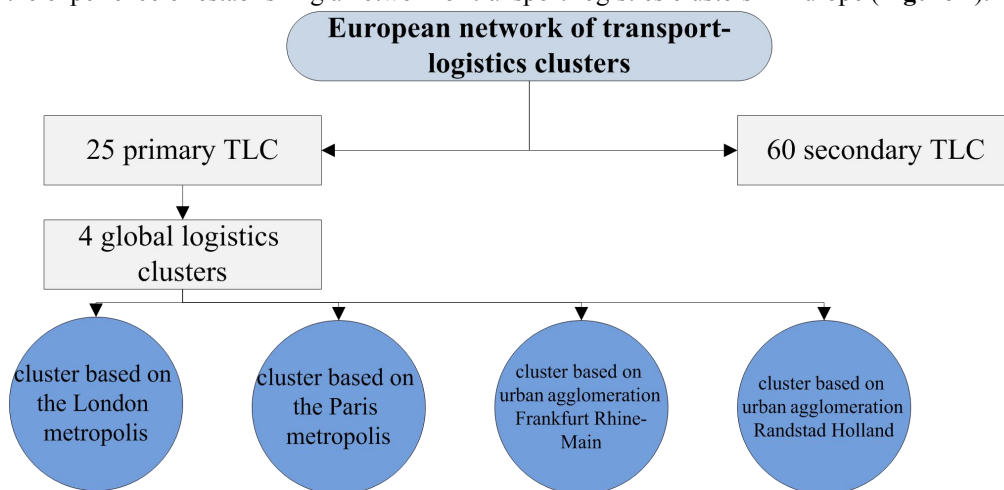 European network of transport-
logistics clusters
25 primary TLC
60 secondary TLC
4 global logistics
clusters
cluster based on
the London
metropolis
cluster based on
the Paris
metropolis
cluster based on
urban agglomeration
Frankfurt Rhine-
Main
cluster based on
urban agglomeration
Randstad Holland